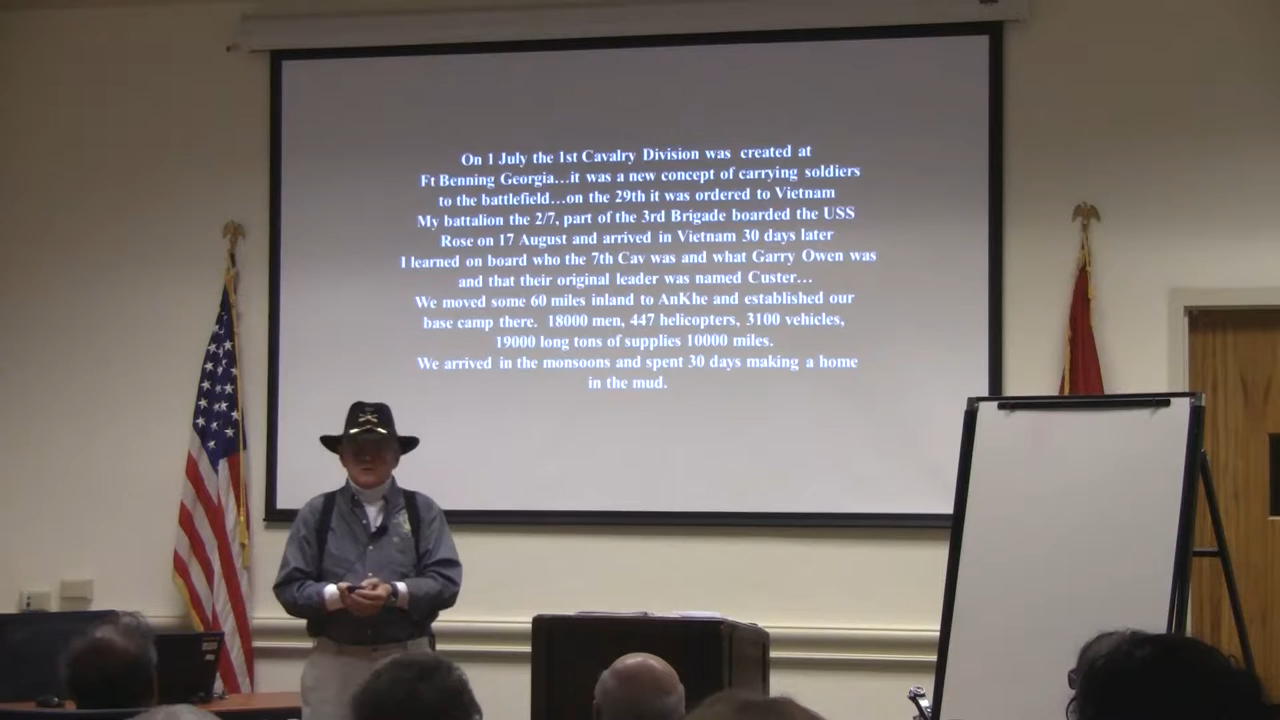 On 1 July the 1st Cavalry Division was created at
Ft Benning Georgia...it was a new concept of carrying soldiers
to the battlefield...on the 29th it was ordered to Vietnam
My battalion the 2/7, part of the 3rd Brigade boarded the USS
Rose on 17 August and arrived in Vietnam 30 days later
I learned on board who the 7th Cav was and what Garry Owen was
and that their original leader was named Custer...
We moved some 60 miles inland to AnKhe and established our
base camp there. 18000 men, 447 helicopters, 3100 vehicles,
19000 long tons of supplies 10000 miles.
We arrived in the monsoons and spent 30 days making a home
in the mud.